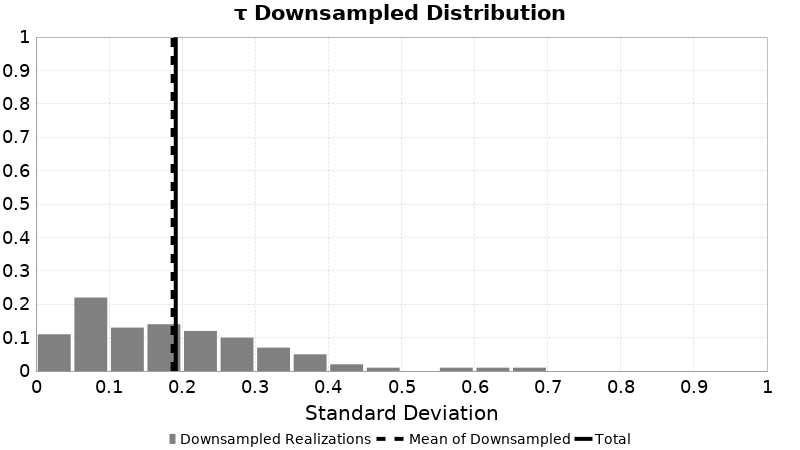 τ Downsampled Distribution
1
0.9
0.8
0.7
0.6
0.5
0.4
0.3
0.2
0.1
0
0 0.1 0.2 0.3 0.4 0.5 0.6 0.7 0.8 0.9 1
Standard Deviation
Downsampled Realizations Mean of Downsampled Total